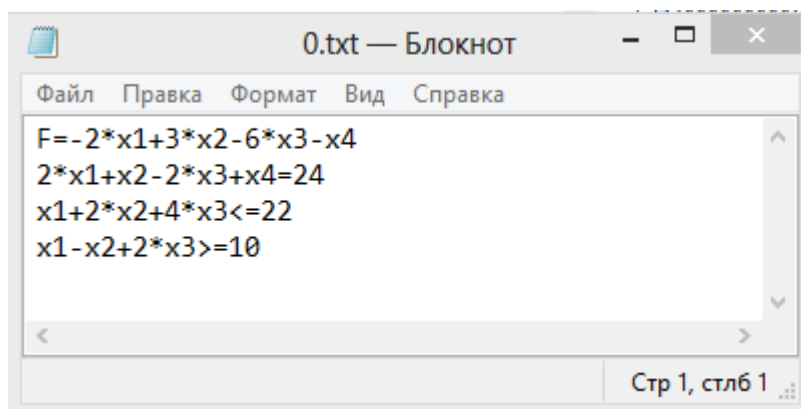 0.txt — Блокнот
Файл Правка Формат Вид Справка
F=-2*x1+3*x2-6*x3-x4
2*x1+x2-2*x3+x4=24
x1+2*x2+4*x3<=22
x1-x2+2*x3>=10
Стр 1, стлб 1